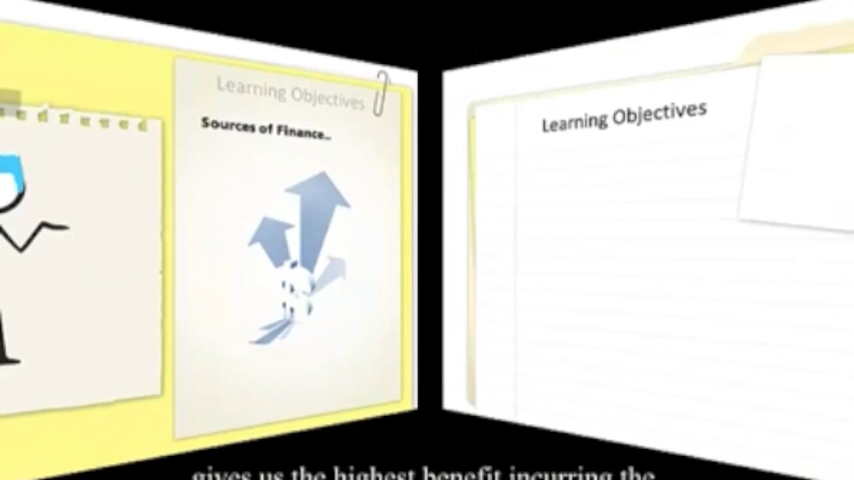 Learning Objectives
Sources of Finance..
Learning Objectives
gives us the highest benefit incurring the